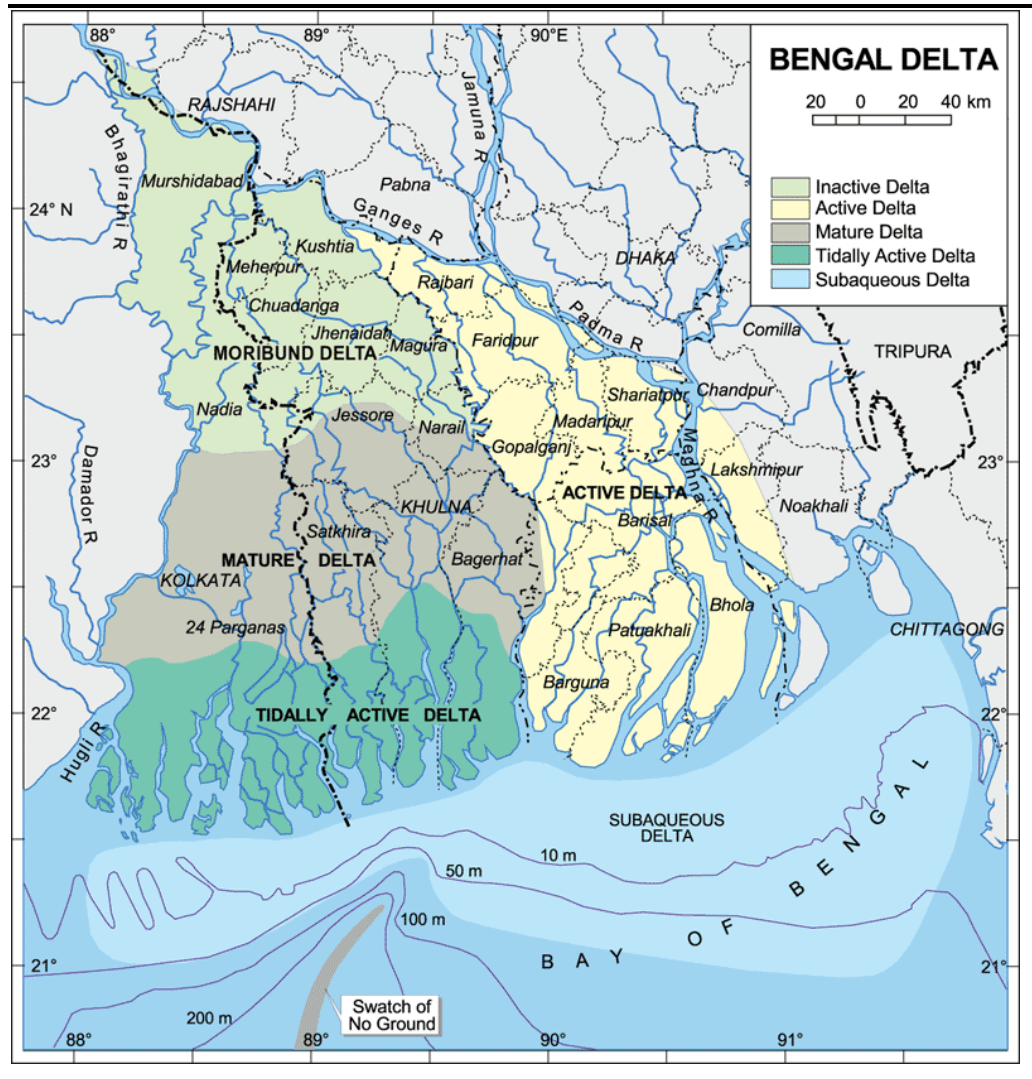 88°
89°
90°E
BENGAL DELTA
20 0 20 40 km
Inactive Delta
Active Delta
Mature Delta
Tidally Active Delta
Subaqueous Delta
RAJSHAHI
Jamuna R
Bhagirathi R
Murshidabad
Pabna
24° N
Ganges R
Kushtia
DHAKA
Meherpur
Rajbari
Chuadanga
Padma R
Jhenaidah
Magura
Faridpur
Comilla
MORIBUND DELTA
TRIPURA
Shariatpur
Chandpur
Nadia
Jessore
Narail
Madaripur
Gopalganj
Medhna R
23°
23°
Damador R
Lakshmipur
ACTIVE DELTA
Noakhali
KHULNA
Barisal
Satkhira
MATURE DELTA
Bagerhat
KOLKATA
Bhola
24 Parganas
Patuakhali
CHITTAGONG
Barguna
22°
22°
TIDALLY ACTIVE DELTA
Hugli R
SUBAQUEOUS
DELTA
10 m
50 m
100 m
BAY OF BENGAL
21°
21°
Swatch of
No Ground
200 m
88°
89°
90°
91°